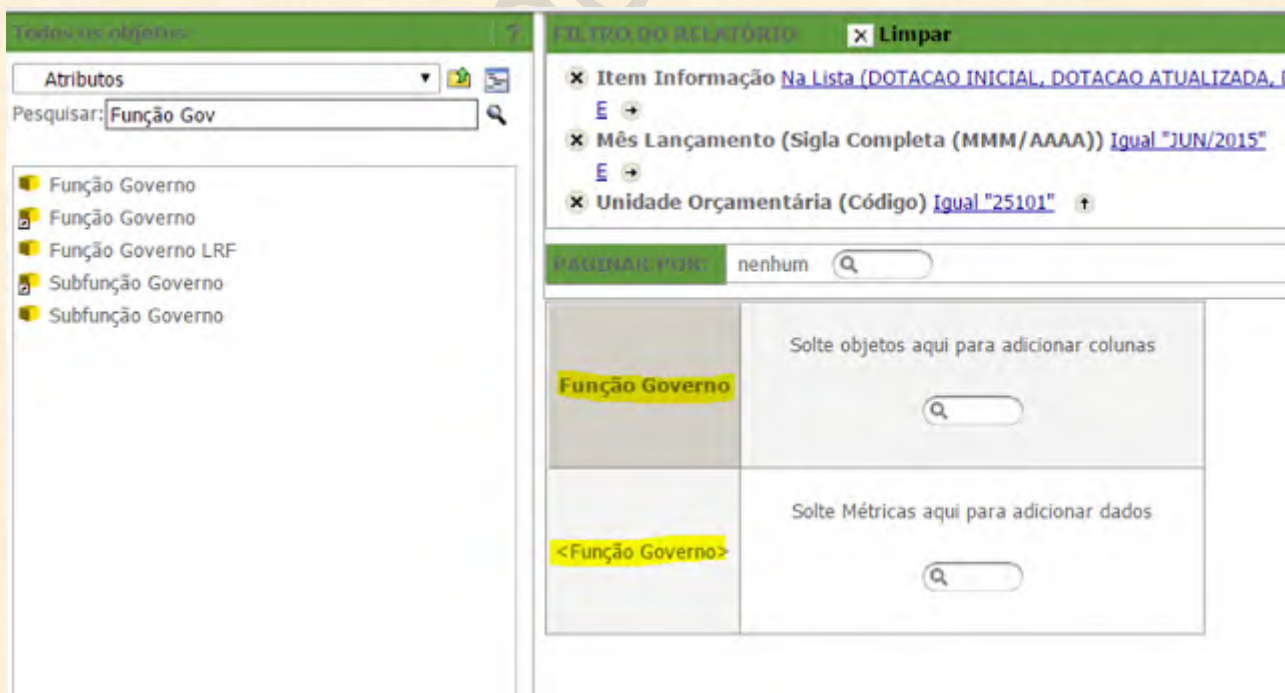 Todos os objetos ?
Atributos
Pesquisar: Função Gov
Função Governo
Função Governo
Função Governo LRF
Subfunção Governo
Subfunção Governo
FILTRO DO RELATÓRIO: Limpar
Item Informação Na Lista (DOTACAO INICIAL, DOTACAO ATUALIZADA,
E
Mês Lançamento (Sigla Completa (MMM/AAAA)) Igual "JUN/2015"
E
Unidade Orçamentária (Código) Igual "25101"
PAGINAR POR: nenhum
Função Governo
Solte objetos aqui para adicionar colunas
<Função Governo>
Solte Métricas aqui para adicionar dados